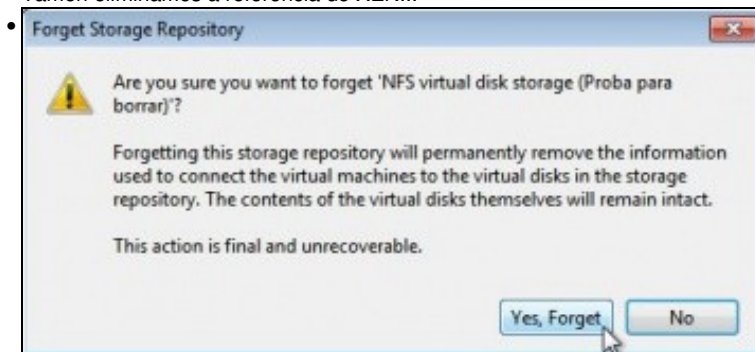 Forget Storage Repository
Are you sure you want to forget 'NFS virtual disk storage (Proba para
borrar)'?
Forgetting this storage repository will permanently remove the information
used to connect the virtual machines to the virtual disks in the storage
repository. The contents of the virtual disks themselves will remain intact.
This action is final and unrecoverable.
Yes, Forget No